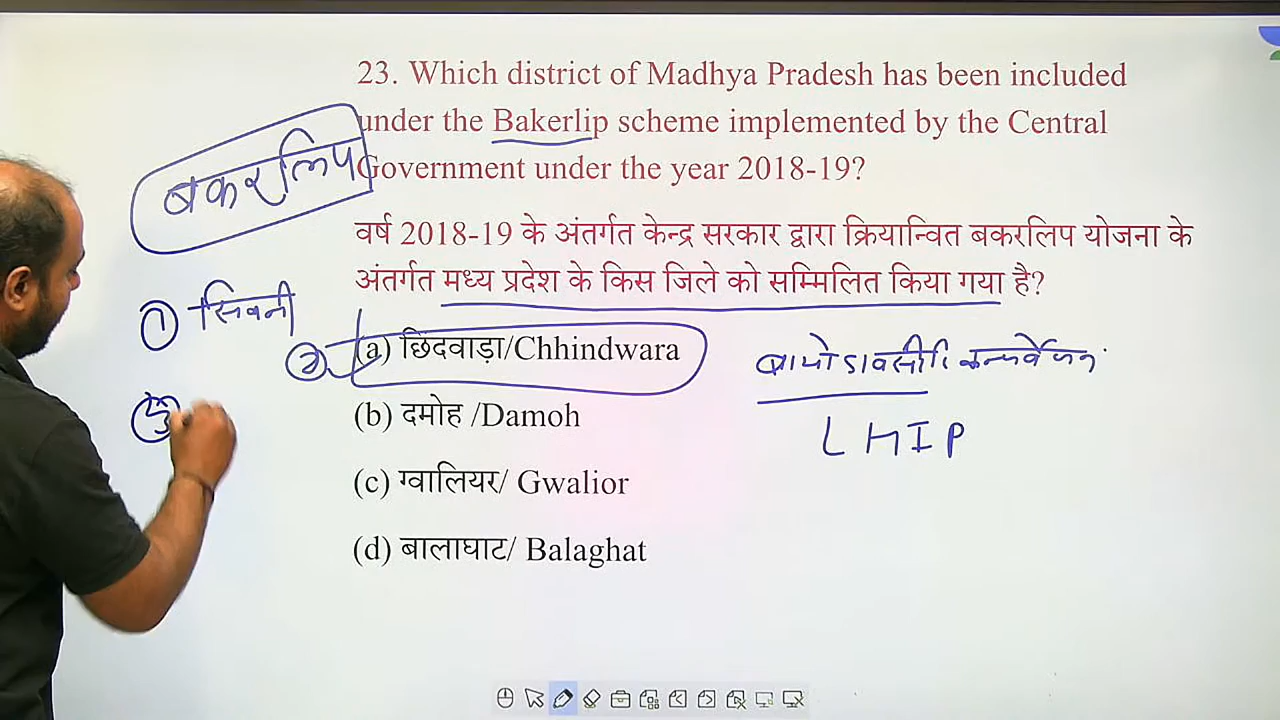 23. Which district of Madhya Pradesh has been included
under the Bakerlip scheme implemented by the Central
Government under the year 2018-19?
बकरलिप
वर्ष 2018-19 के अंतर्गत केन्द्र सरकार द्वारा क्रियान्वित बकरलिप योजना के
अंतर्गत मध्य प्रदेश के किस जिले को सम्मिलित किया गया है?
① सिवनी
②
(a) छिंदवाड़ा/Chhindwara
(b) दमोह /Damoh
LHIP
(c) ग्वालियर/ Gwalior
(d) बालाघाट/ Balaghat